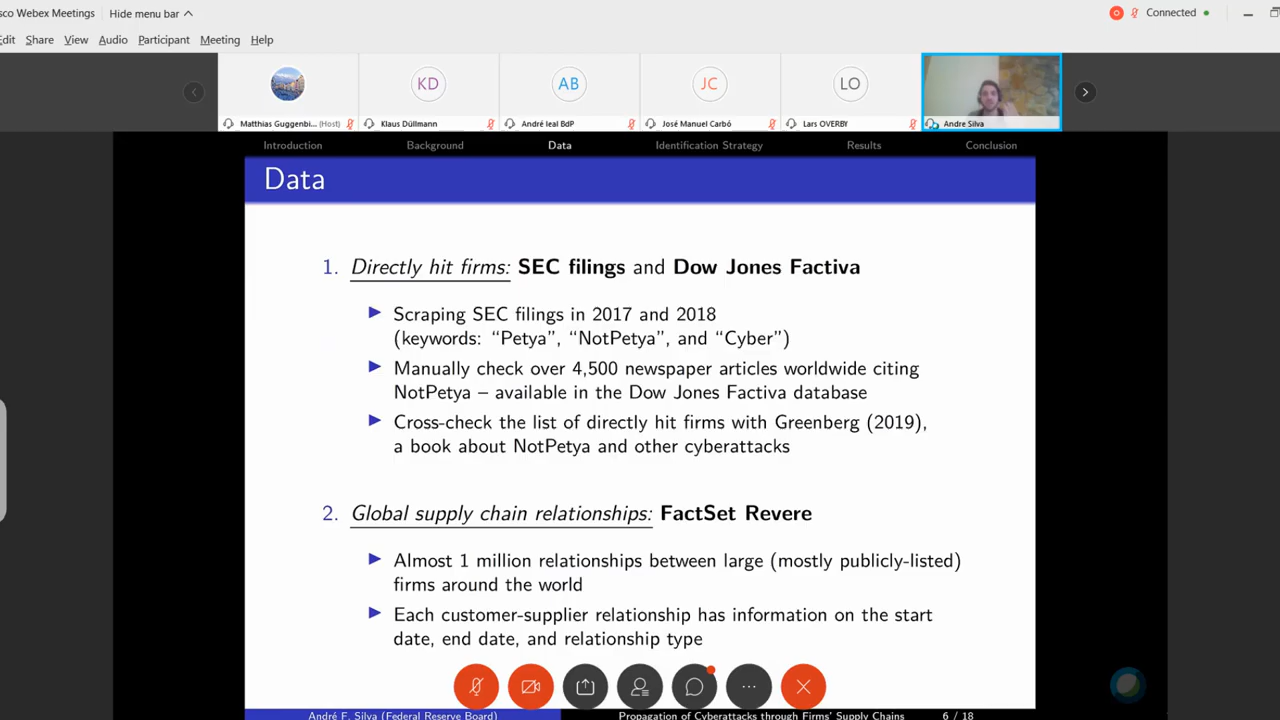 sco Webex Meetings
Hide menu bar
Connected
Edit Share View Audio Participant Meeting Help
KD
AB
JC
LO
Matthias Guggenbi... (Host)
Klaus Düllmann
André leal BdP
José Manuel Carbó
Lars OVERBY
Andre Silva
Introduction Background Data Identification Strategy Results Conclusion
Data
1. Directly hit firms: SEC filings and Dow Jones Factiva
Scraping SEC filings in 2017 and 2018
(keywords: “Petya”, “NotPetya”, and “Cyber”)
Manually check over 4,500 newspaper articles worldwide citing
NotPetya – available in the Dow Jones Factiva database
Cross-check the list of directly hit firms with Greenberg (2019),
a book about NotPetya and other cyberattacks
2. Global supply chain relationships: FactSet Revere
Almost 1 million relationships between large (mostly publicly-listed)
firms around the world
Each customer-supplier relationship has information on the start
date, end date, and relationship type
André F. Silva (Federal Reserve Board) Propagation of Cyberattacks through Firms' Supply Chains 6 / 18